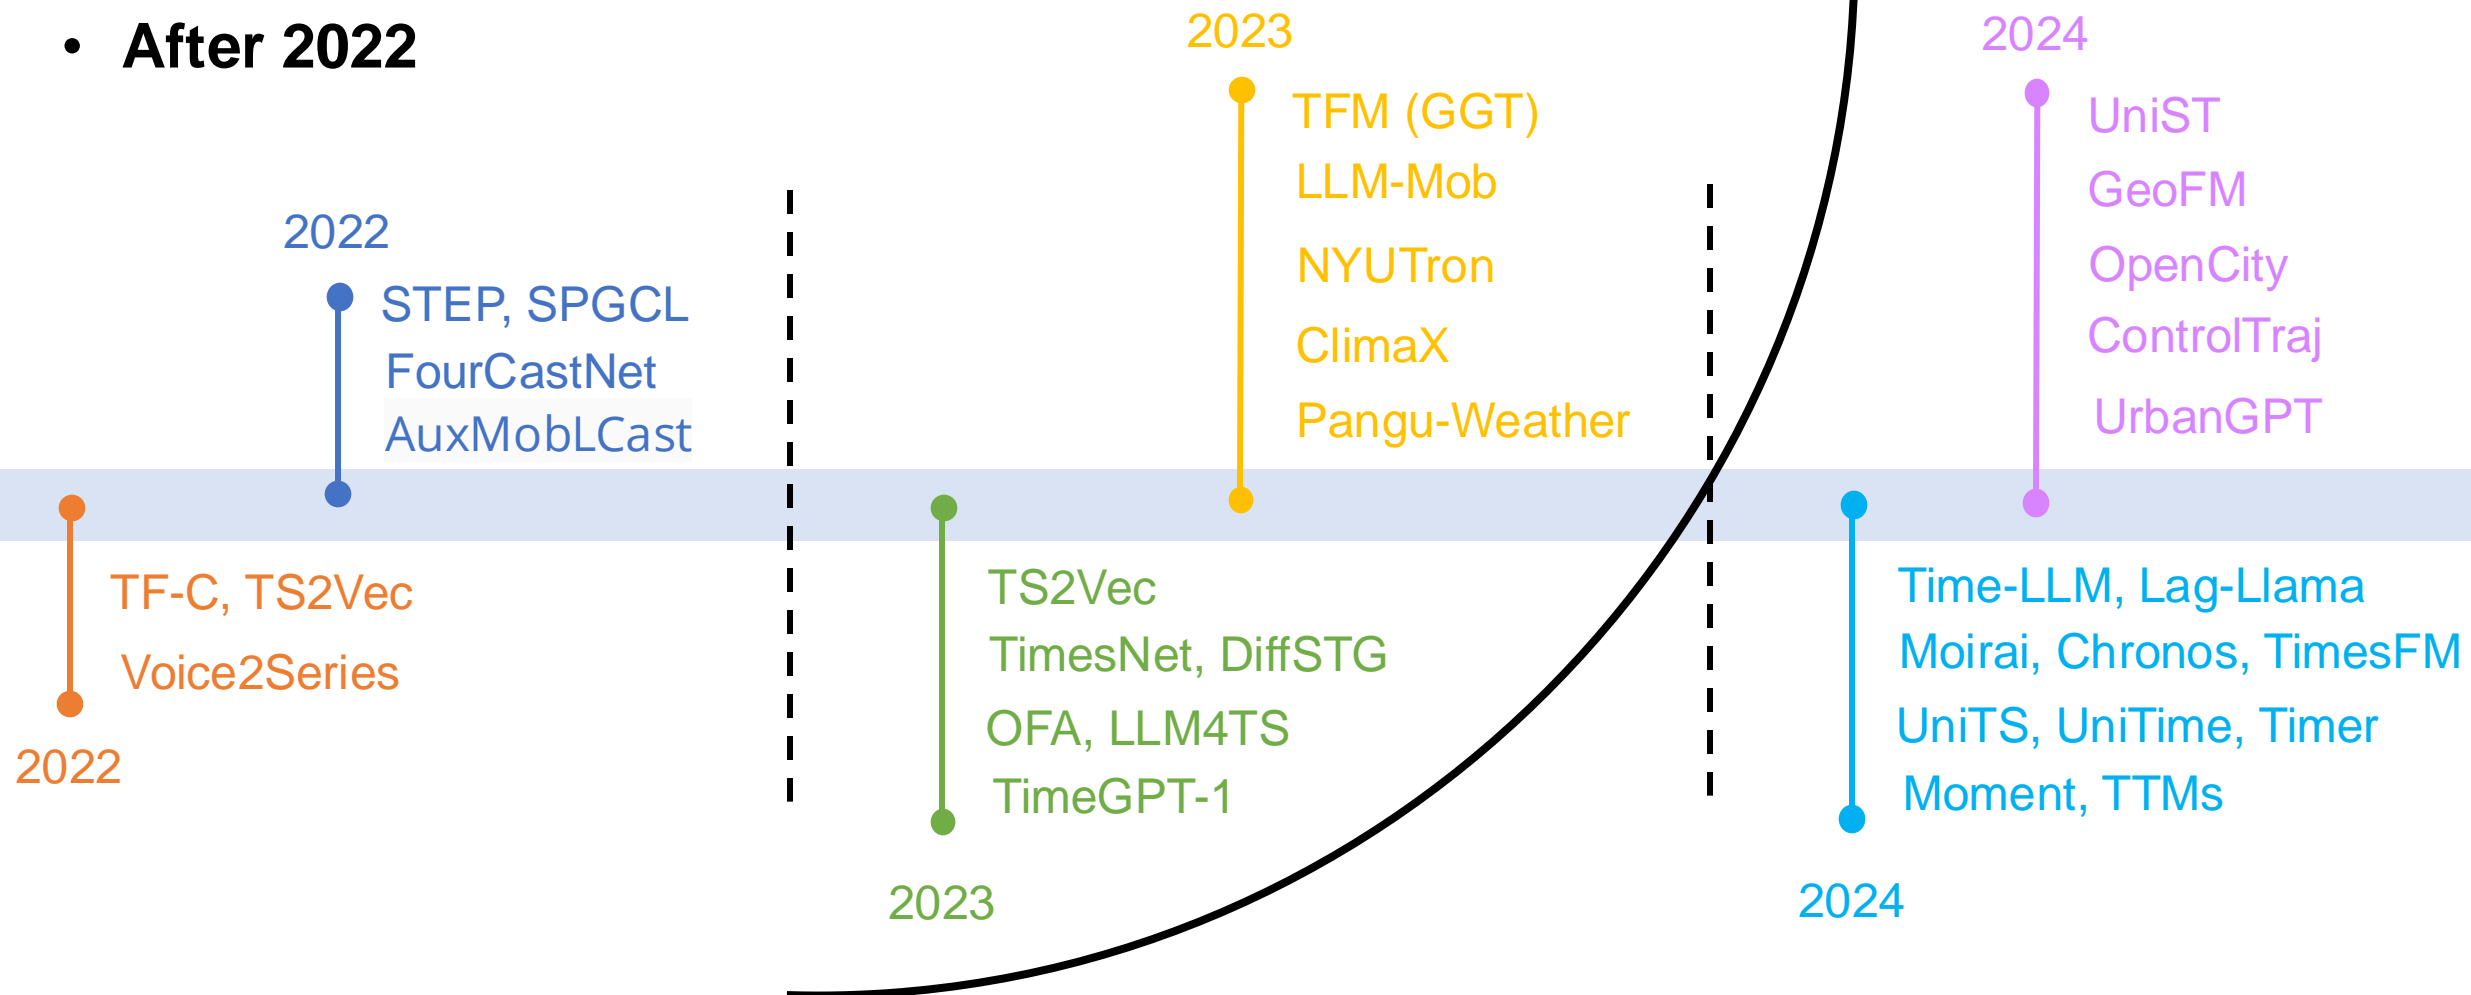 • After 2022
2022
STEP, SPGCL
FourCastNet
AuxMobLCast
TF-C, TS2Vec
Voice2Series
2022
2023
TFM (GGT)
LLM-Mob
NYUTron
ClimaX
Pangu-Weather
TS2Vec
TimesNet, DiffSTG
OFA, LLM4TS
TimeGPT-1
2023
2024
UniST
GeoFM
OpenCity
ControlTraj
UrbanGPT
Time-LLM, Lag-Llama
Moirai, Chronos, TimesFM
UniTS, UniTime, Timer
Moment, TTMs
2024